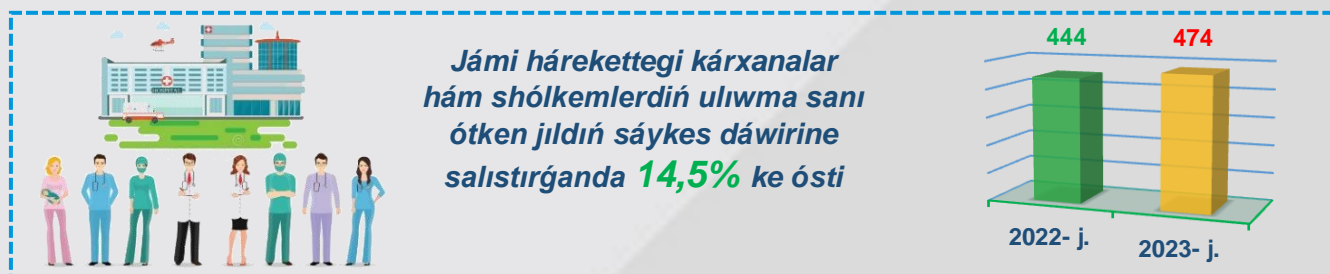 HOSPITAL
Jámi hárekettegi kárxanalar
hám shólkemlerdiń ulıwma sanı
ótken jıldıń sáykes dáwirine
salıstırǵanda 14,5% ke ósti
444
474
2022- j.
2023- j.